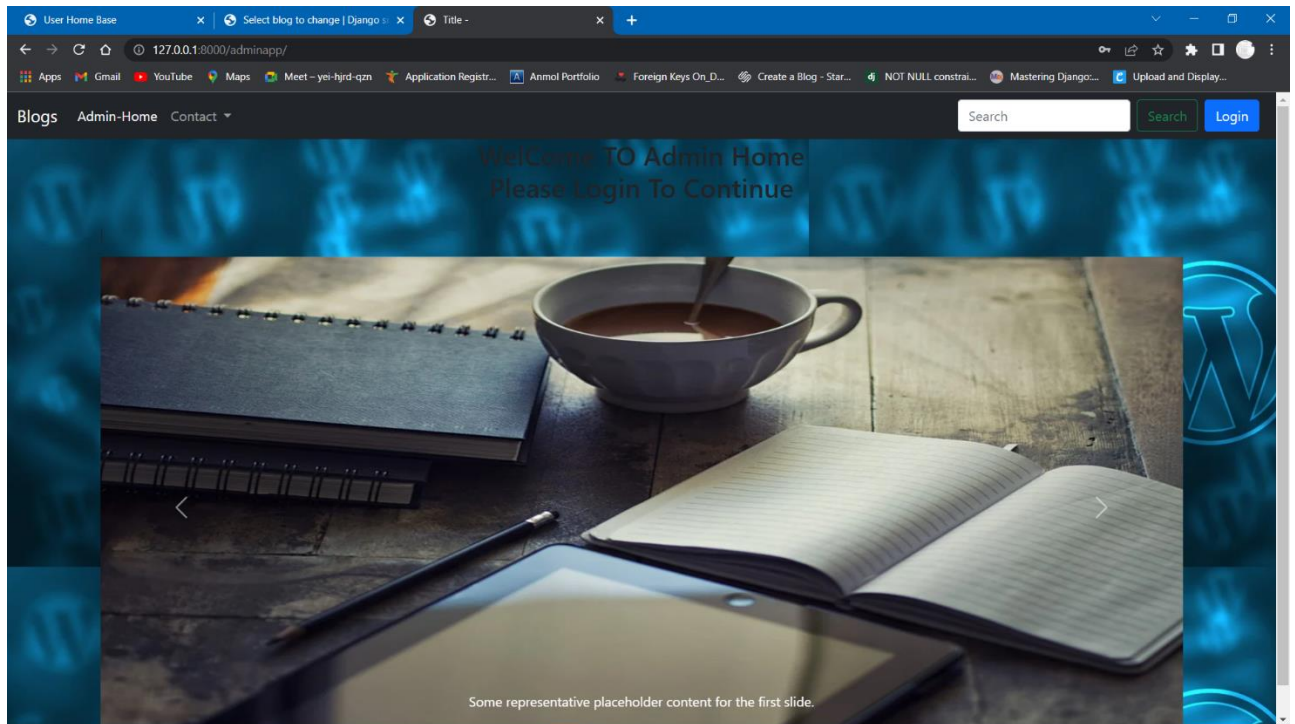 User Home Base
Select blog to change | Django s
Title -
127.0.0.1:8000/adminapp/
Apps
Gmail
YouTube
Maps
Meet – yei-hjrd-qzn
Application Registr...
Anmol Portfolio
Foreign Keys On_D...
Create a Blog - Star...
NOT NULL constrai...
Mastering Django:...
Upload and Display...
Blogs Admin-Home Contact
Search
Search
Login
WelCome TO Admin Home
Please Login To Continue
Some representative placeholder content for the first slide.